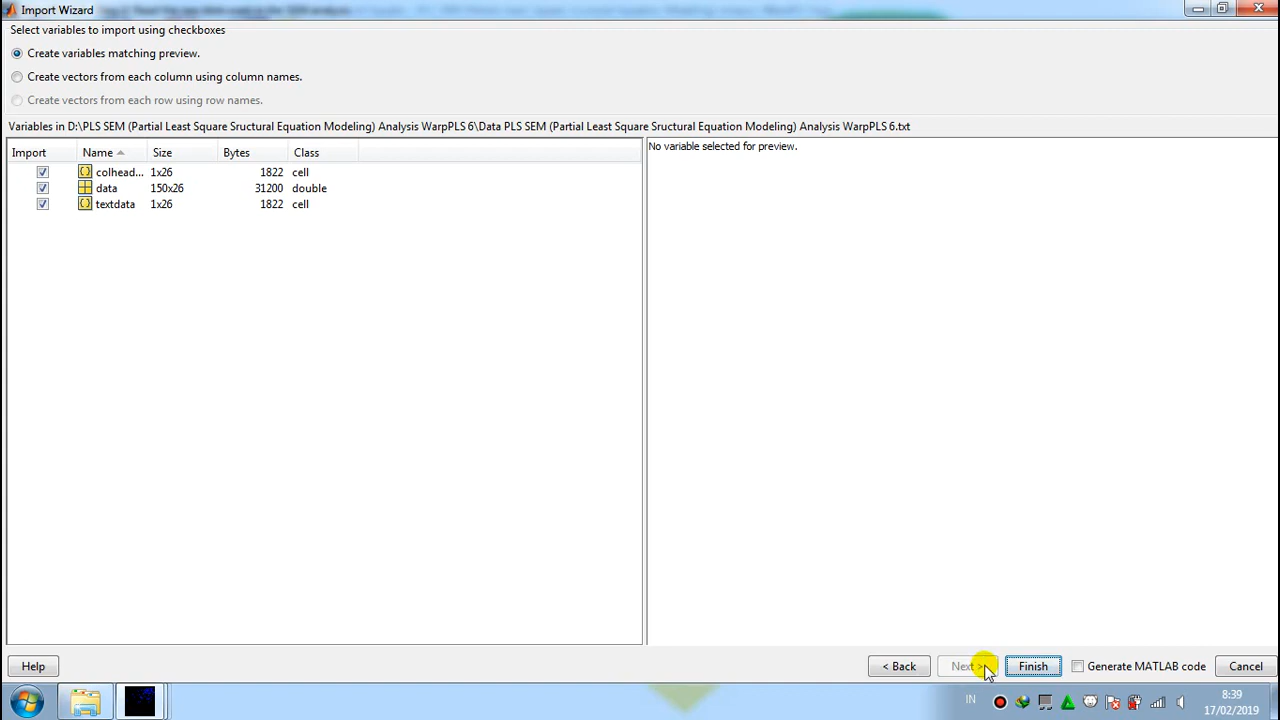 Import Wizard
Select variables to import using checkboxes
Create variables matching preview.
Create vectors from each column using column names.
Create vectors from each row using row names.
Variables in D:\PLS SEM (Partial Least Square Sructural Equation Modeling) Analysis WarpPLS 6\Data PLS SEM (Partial Least Square Sructural Equation Modeling) Analysis WarpPLS 6.txt
Import Name Size Bytes Class
colhead... 1x26 1822 cell
data 150x26 31200 double
textdata 1x26 1822 cell
No variable selected for preview.
Help < Back Next > Finish Generate MATLAB code Cancel
IN 8:39
17/02/2019